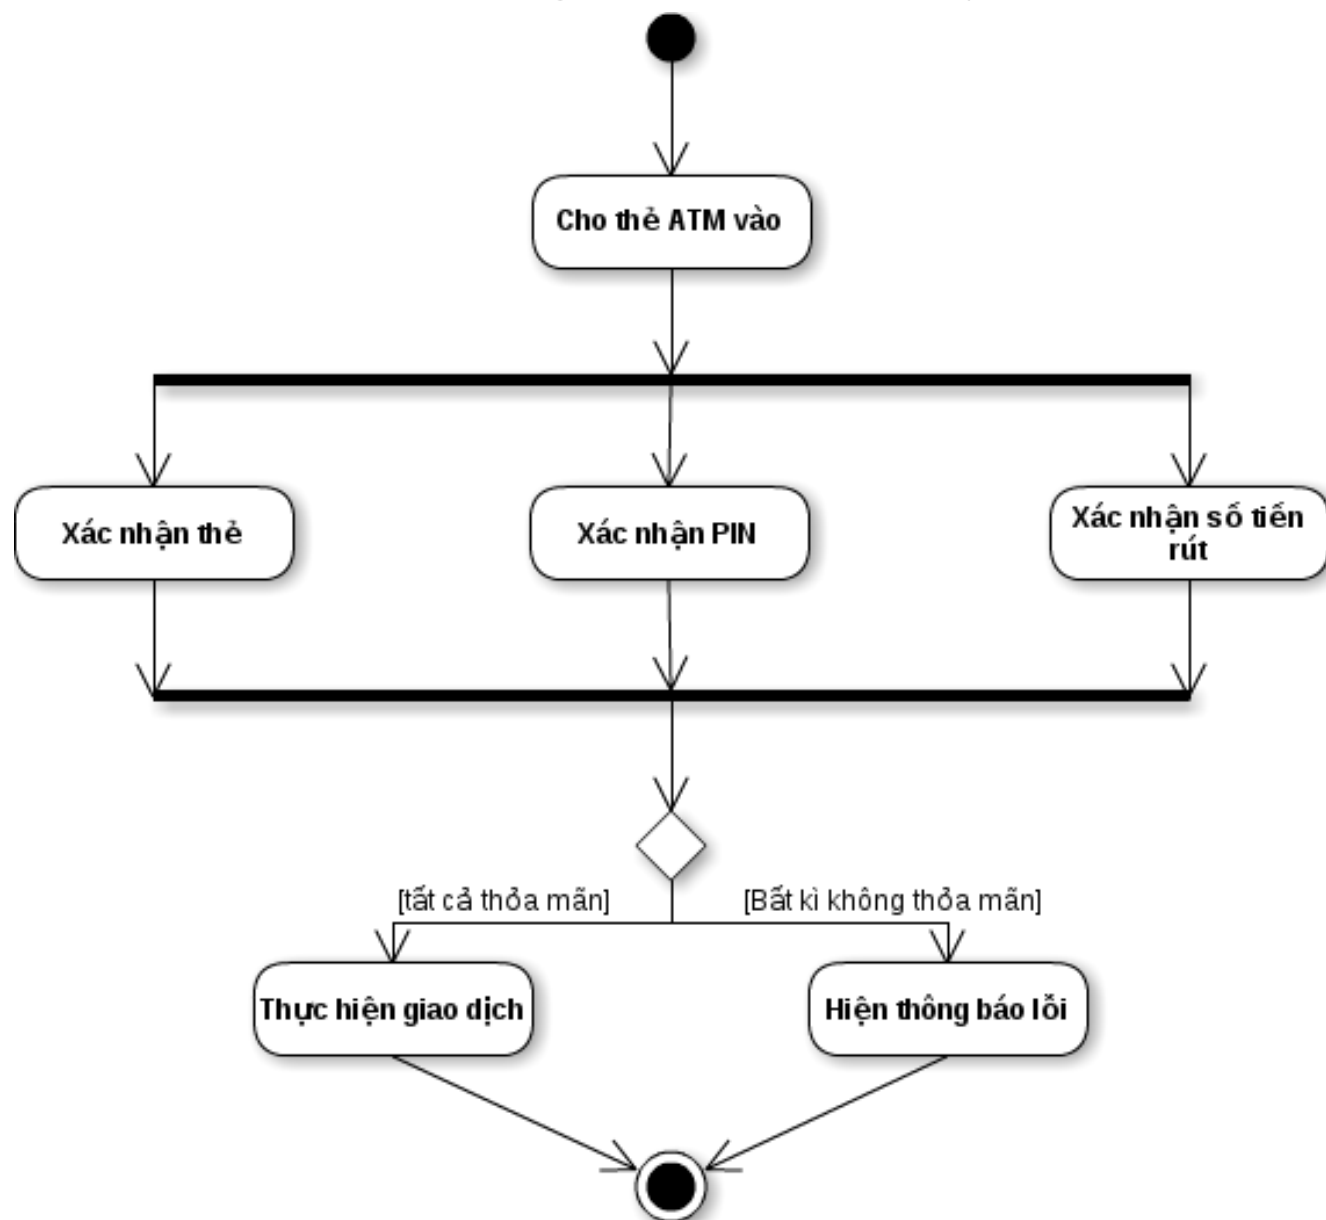 Cho thẻ ATM vào
Xác nhận thẻ
Xác nhận PIN
Xác nhận số tiền
rút
[tất cả thỏa mãn]
[Bất kì không thỏa mãn]
Thực hiện giao dịch
Hiện thông báo lỗi